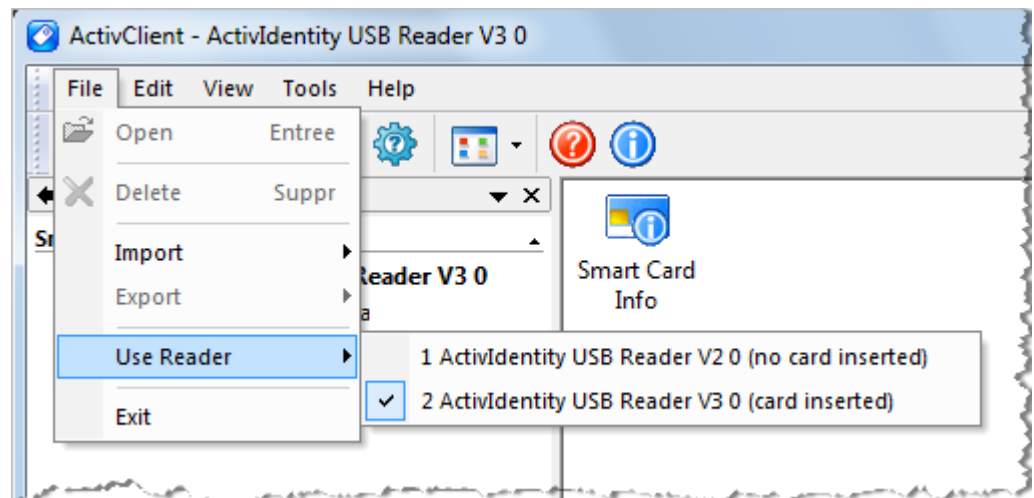 ActivClient - ActivIdentity USB Reader V3 0
File Edit View Tools Help
Open Entree
Delete Suppr
Import
Export
Use Reader
Exit
Reader V3 0
a
Smart Card
Info
1 ActivIdentity USB Reader V2 0 (no card inserted)
2 ActivIdentity USB Reader V3 0 (card inserted)